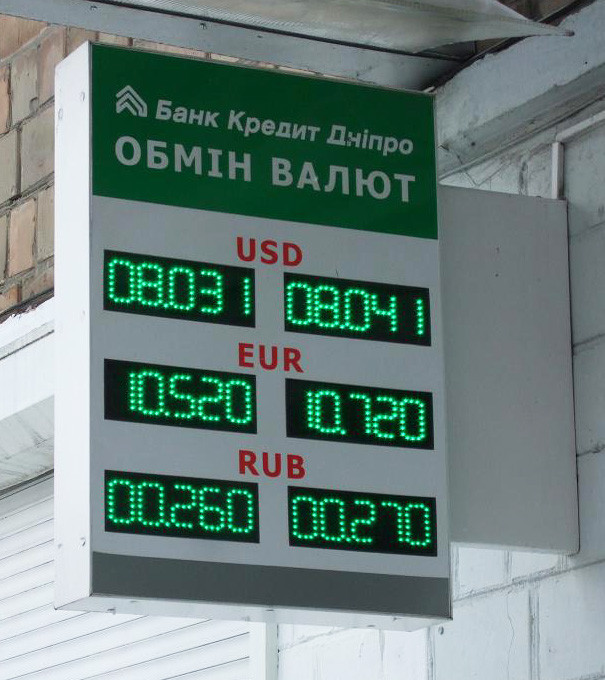 Банк Кредит Дніпро
ОБМІН ВАЛЮТ
USD
08.031 08.041
EUR
10.520 10.720
RUB
00.260 00.270